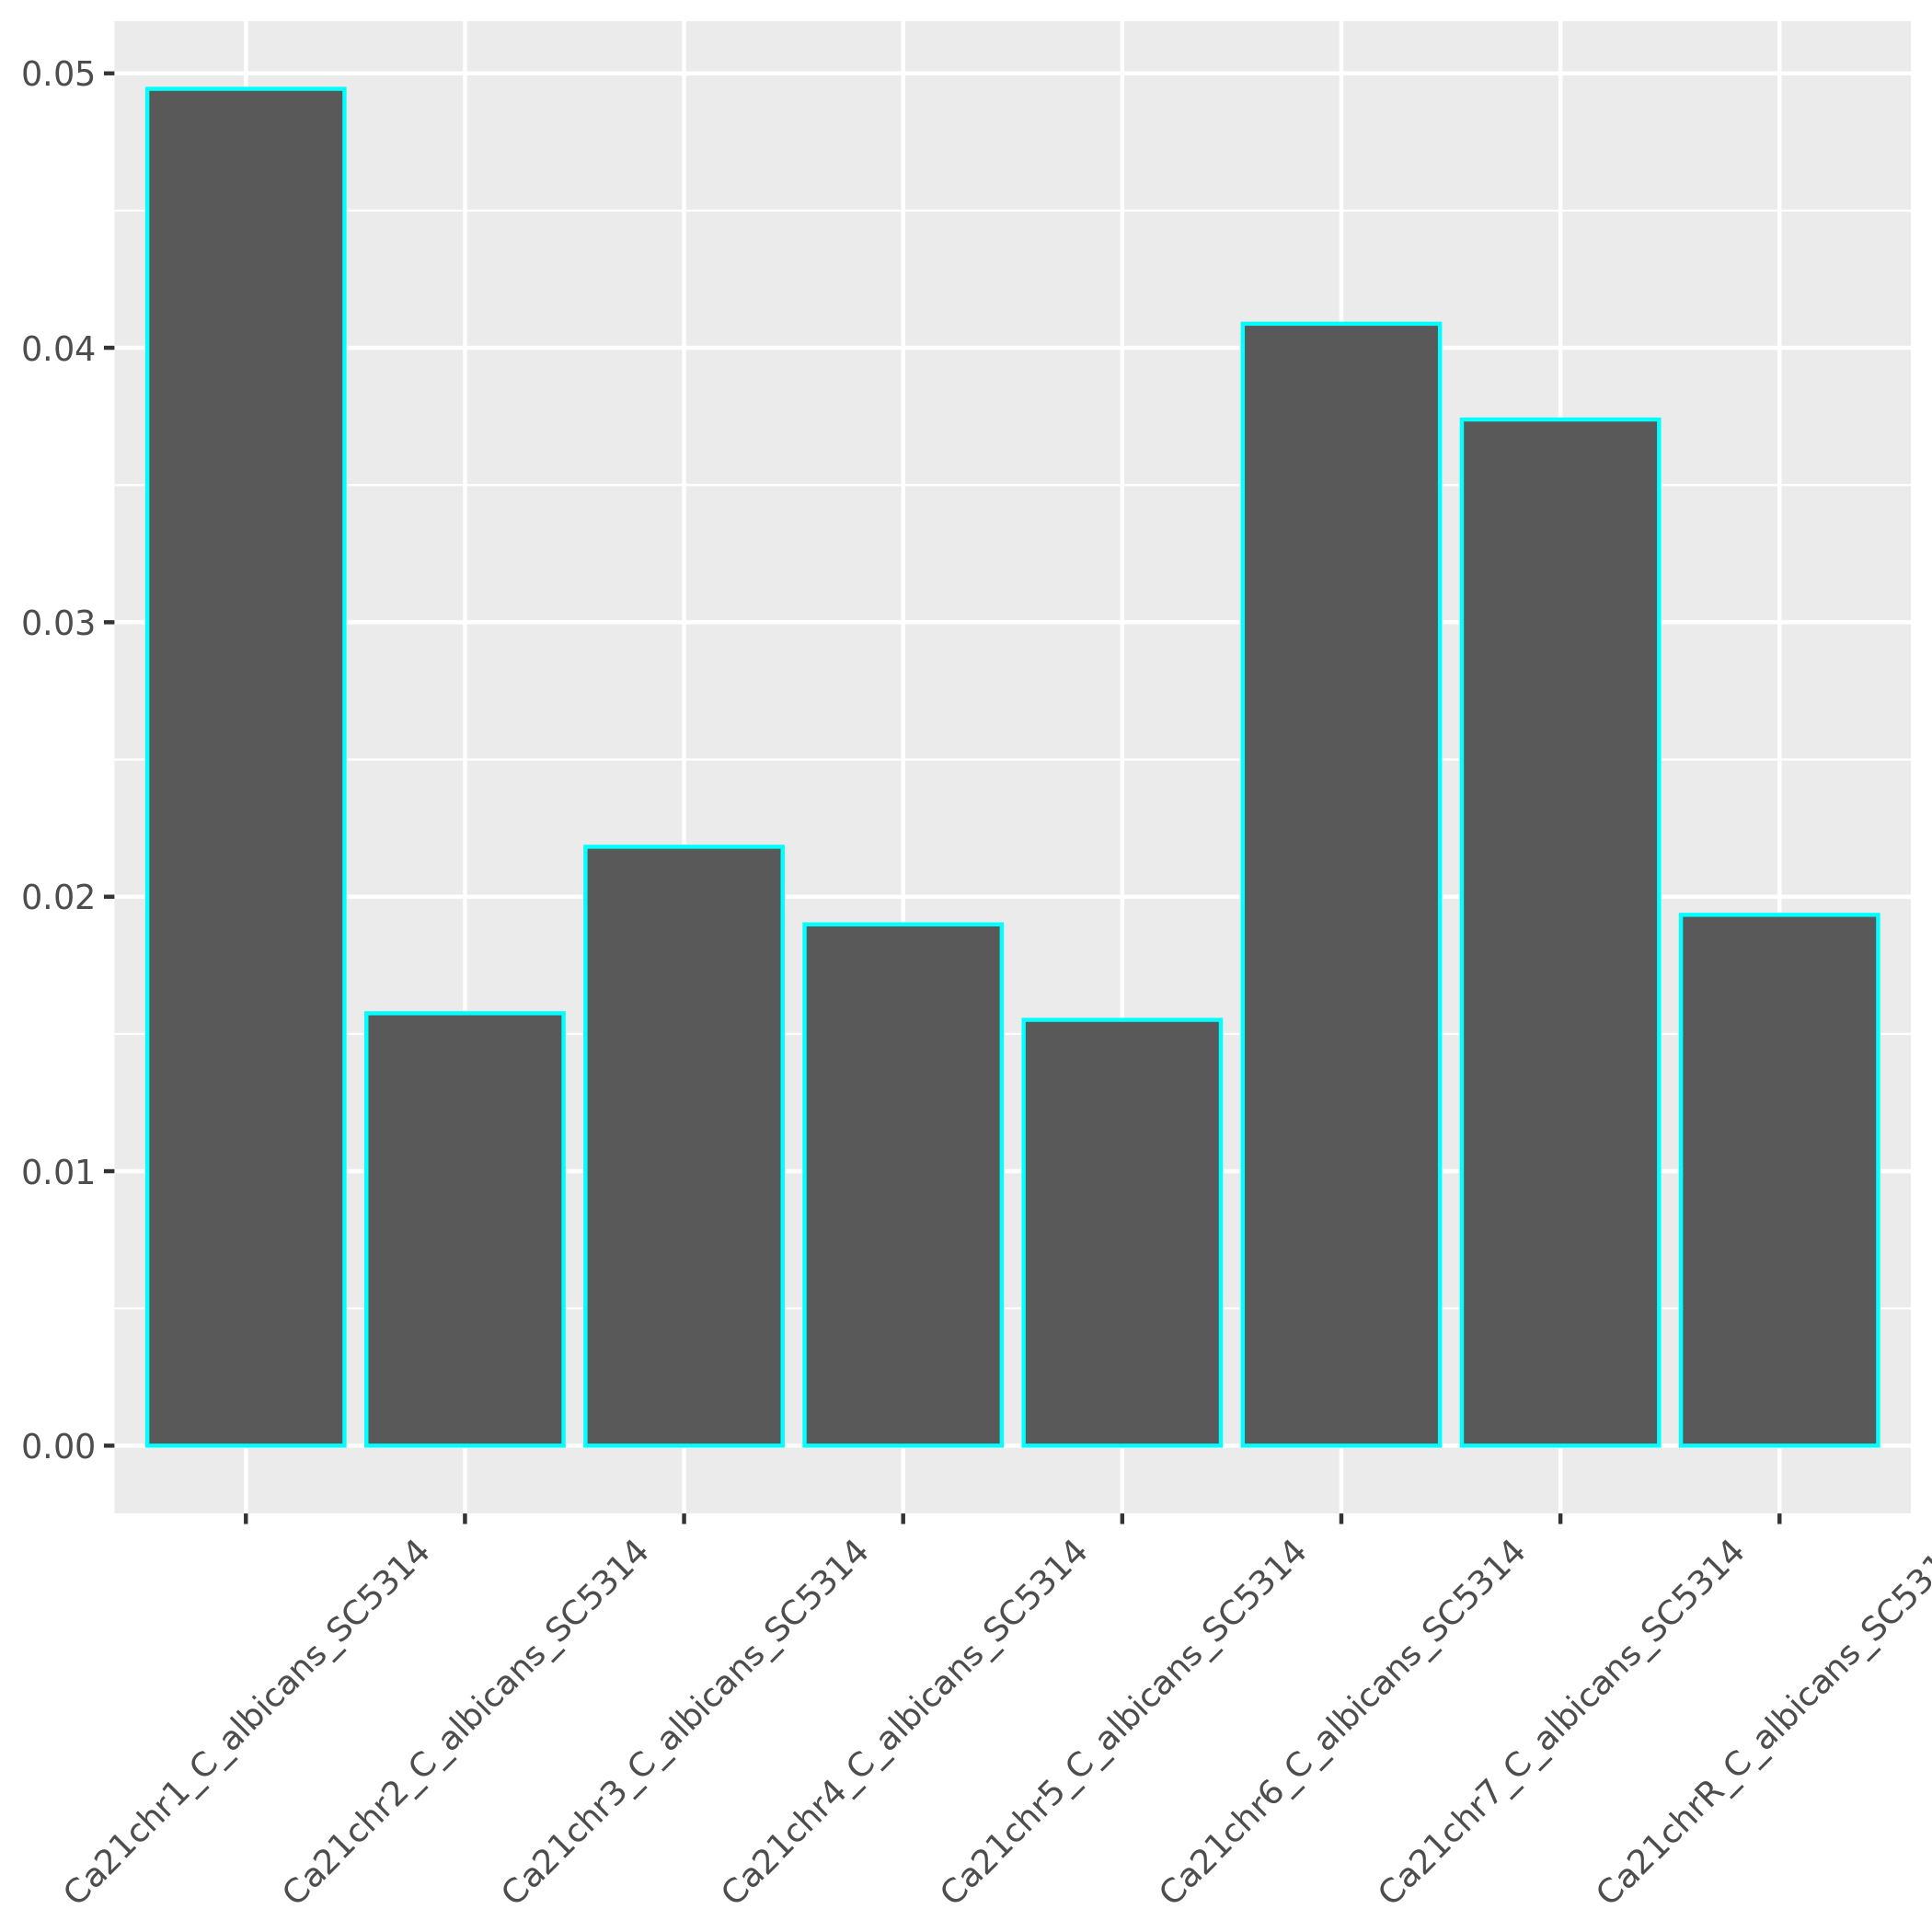 0.05
0.04
0.03
0.02
0.01
0.00
Ca21chr1_C_albicans_SC5314
Ca21chr2_C_albicans_SC5314
Ca21chr3_C_albicans_SC5314
Ca21chr4_C_albicans_SC5314
Ca21chr5_C_albicans_SC5314
Ca21chr6_C_albicans_SC5314
Ca21chr7_C_albicans_SC5314
Ca21chrR_C_albicans_SC531